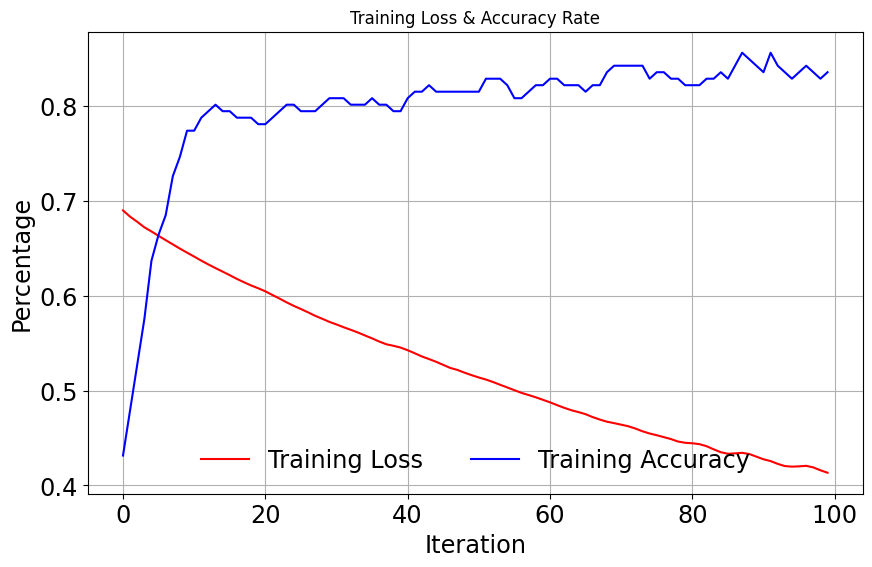 Training Loss & Accuracy Rate
Percentage
0.8
0.7
0.6
0.5
0.4
Training Loss
Training Accuracy
0 20 40 60 80 100
Iteration